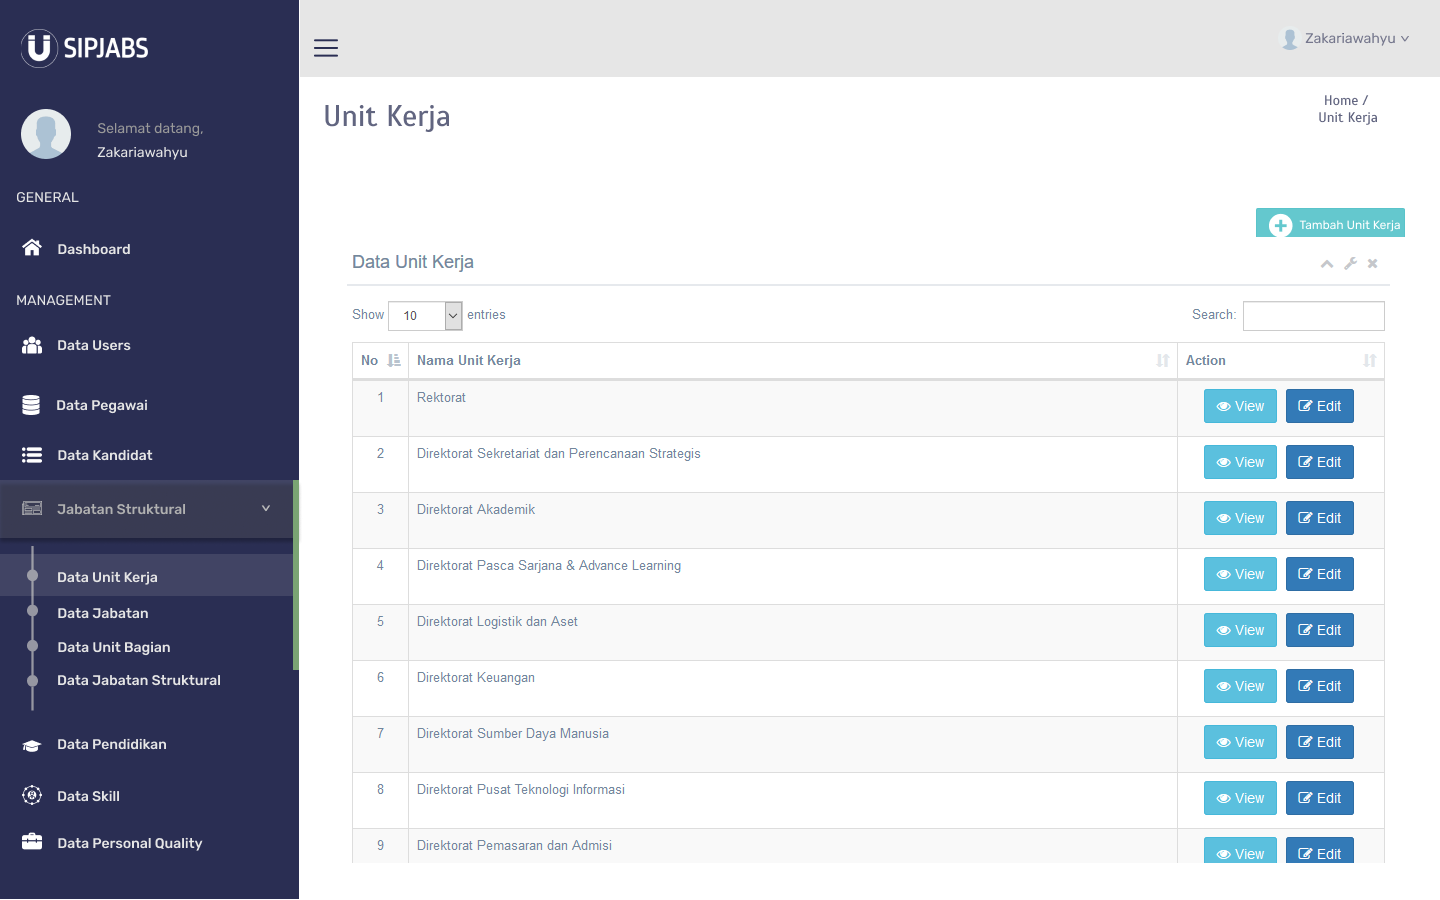 SIPJABS
Zakariawahyu
Selamat datang,
Zakariawahyu
GENERAL
Dashboard
MANAGEMENT
Data Users
Data Pegawai
Data Kandidat
Jabatan Struktural
Data Unit Kerja
Data Jabatan
Data Unit Bagian
Data Jabatan Struktural
Data Pendidikan
Data Skill
Data Personal Quality
Unit Kerja
Home /
Unit Kerja
Tambah Unit Kerja
Data Unit Kerja
Show 10 entries
Search:
No Nama Unit Kerja Action
1 Rektorat View Edit
2 Direktorat Sekretariat dan Perencanaan Strategis View Edit
3 Direktorat Akademik View Edit
4 Direktorat Pasca Sarjana & Advance Learning View Edit
5 Direktorat Logistik dan Aset View Edit
6 Direktorat Keuangan View Edit
7 Direktorat Sumber Daya Manusia View Edit
8 Direktorat Pusat Teknologi Informasi View Edit
9 Direktorat Pemasaran dan Admisi View Edit